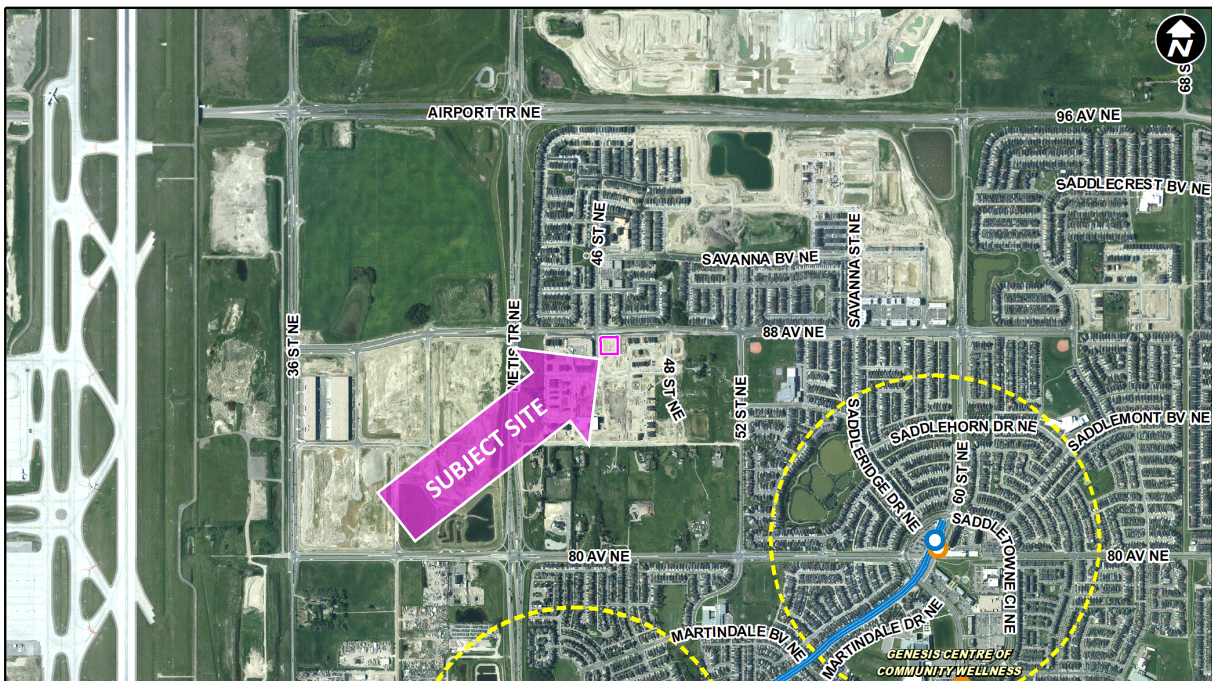 N
68 S
AIRPORT TR NE
96 AV NE
SADDLECREST BV NE
46 ST NE
SAVANNA BV NE
SAVANNA ST NE
88 AV NE
36 ST NE
METIS TR NE
48 ST NE
52 ST NE
SUBJECT SITE
SADDLERIDGE DR NE
SADDLEHORN DR NE
SADDLEMONT BV NE
60 ST NE
SADDLETOWNE CI NE
80 AV NE
80 AV NE
MARTINDALE BV NE
MARTINDALE DR NE
GENESIS CENTRE OF
COMMUNITY WELLNESS